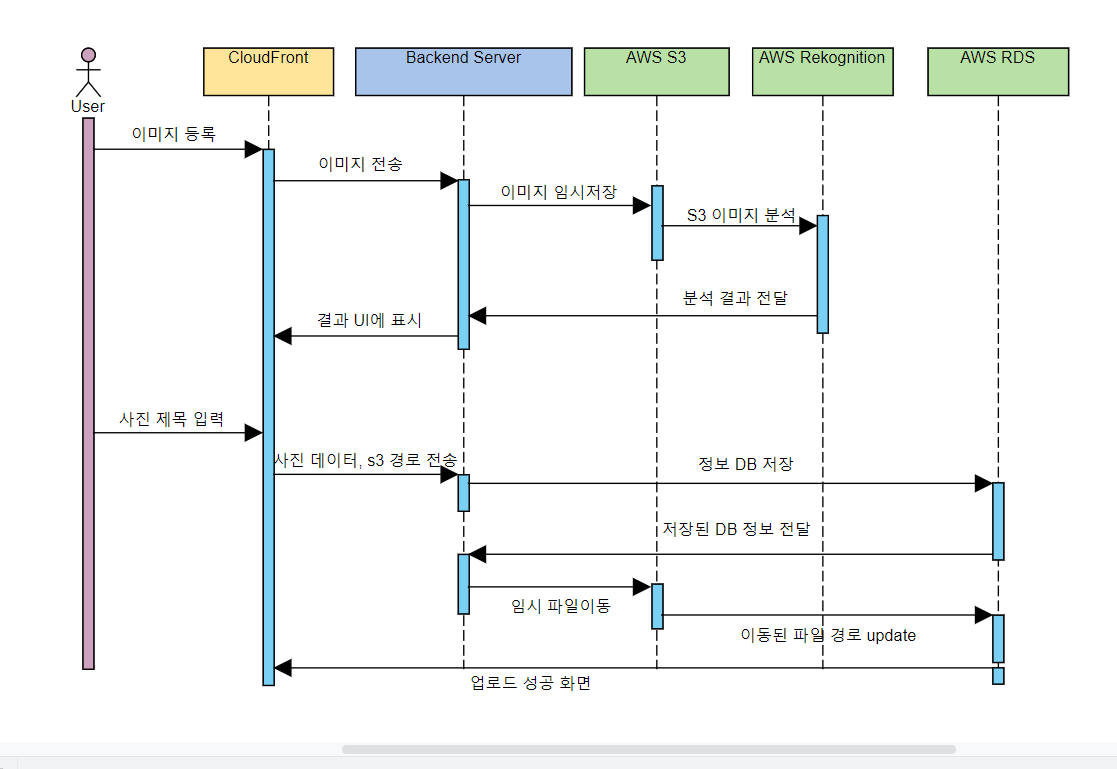 CloudFront
Backend Server
AWS S3
AWS Rekognition
AWS RDS
User
이미지 등록
이미지 전송
이미지 임시저장
S3 이미지 분석
분석 결과 전달
결과 UI에 표시
사진 제목 입력
사진 데이터, s3 경로 전송
정보 DB 저장
저장된 DB 정보 전달
임시 파일이동
이동된 파일 경로 update
업로드 성공 화면